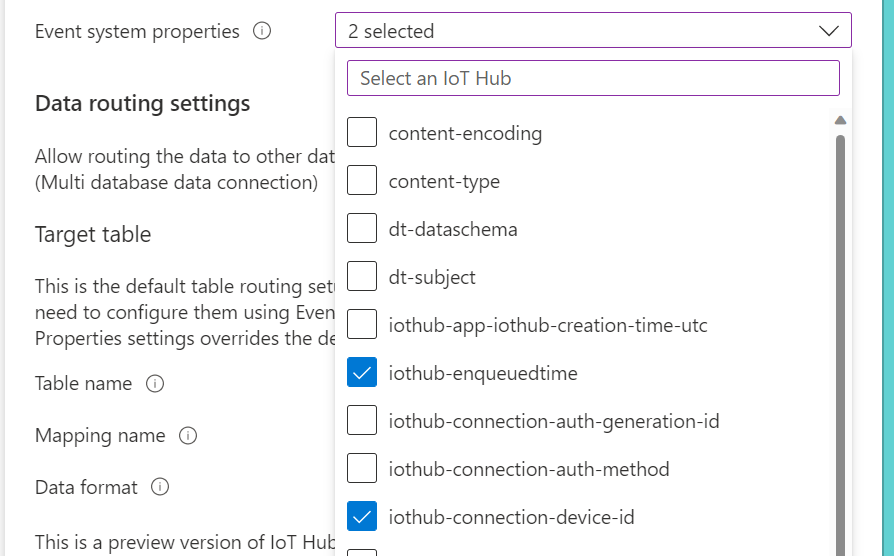 Event system properties
2 selected
Select an IoT Hub
content-encoding
content-type
dt-dataschema
dt-subject
iothub-app-iothub-creation-time-utc
iothub-enqueuedtime
iothub-connection-auth-generation-id
iothub-connection-auth-method
iothub-connection-device-id
Data routing settings
Allow routing the data to other dat
(Multi database data connection)
Target table
This is the default table routing set
need to configure them using Even
Properties settings overrides the de
Table name
Mapping name
Data format
This is a preview version of IoT Hub